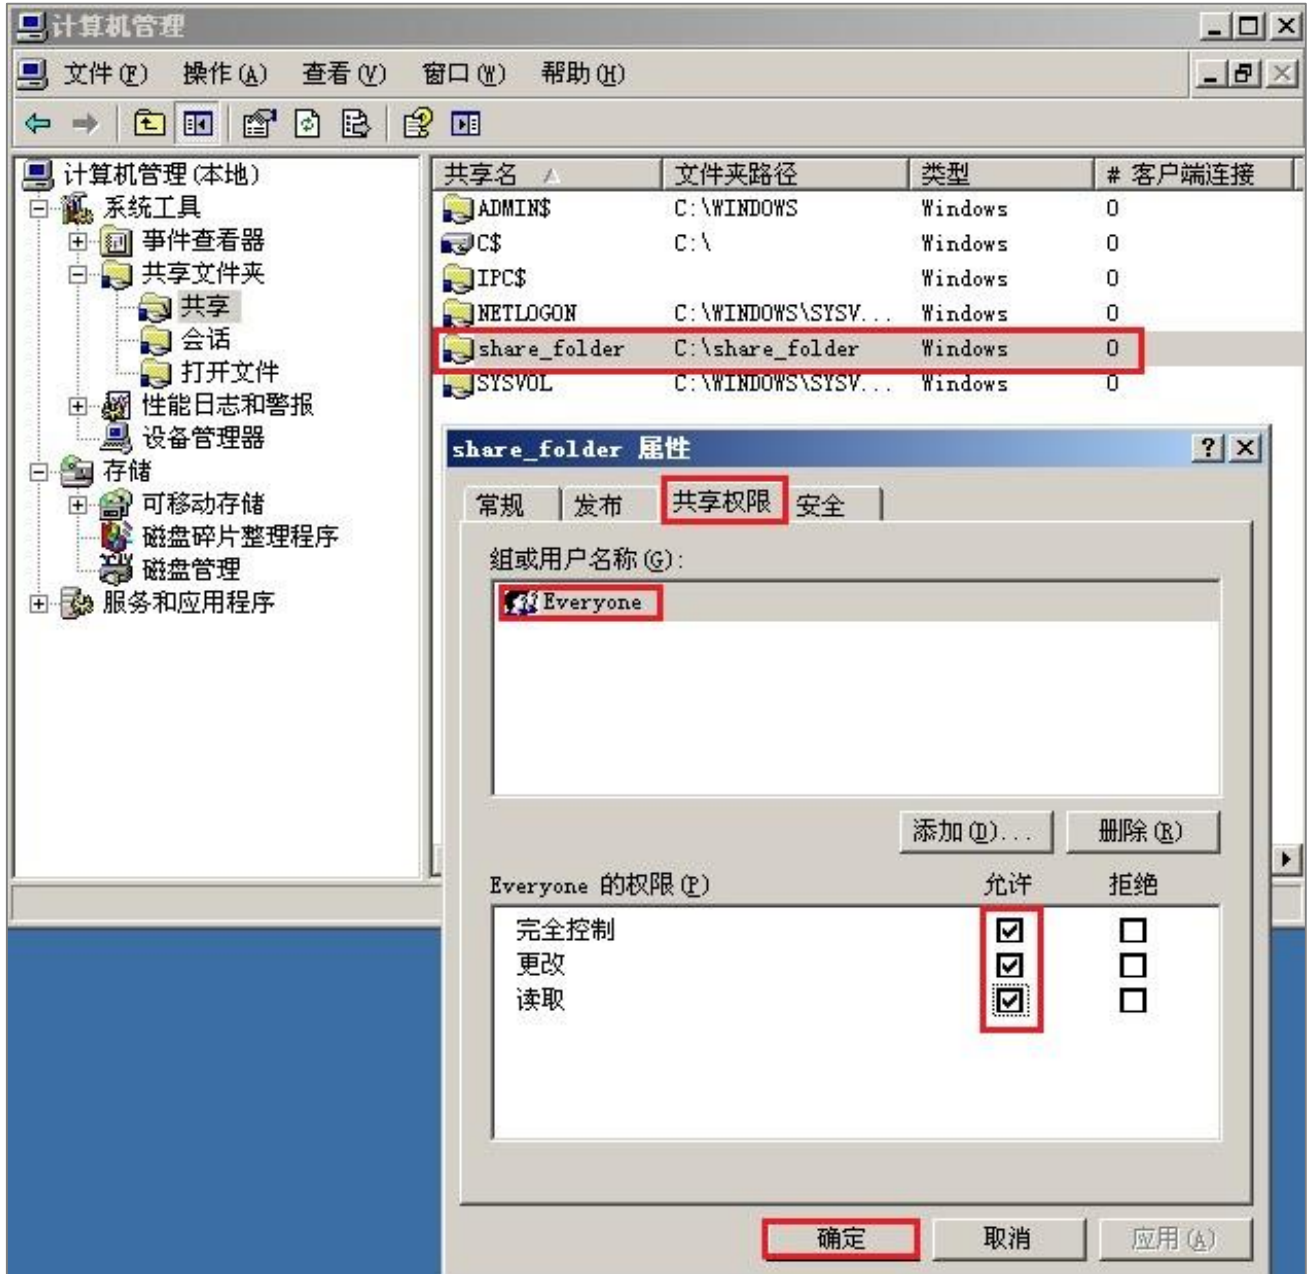 计算机管理
文件(F) 操作(A) 查看(V) 窗口(W) 帮助(H)
计算机管理(本地)
系统工具
事件查看器
共享文件夹
共享
会话
打开文件
性能日志和警报
设备管理器
存储
可移动存储
磁盘碎片整理程序
磁盘管理
服务和应用程序
共享名 文件夹路径 类型 # 客户端连接
ADMIN$ C:\WINDOWS Windows 0
C$ C:\ Windows 0
IPC$ Windows 0
NETLOGON C:\WINDOWS\SYSV... Windows 0
share_folder C:\share_folder Windows 0
SYSVOL C:\WINDOWS\SYSV... Windows 0
share_folder 属性
常规 发布 共享权限 安全
组或用户名称(G):
Everyone
添加(D)... 删除(R)
Everyone 的权限(P) 允许 拒绝
完全控制
更改
读取
确定 取消 应用(A)